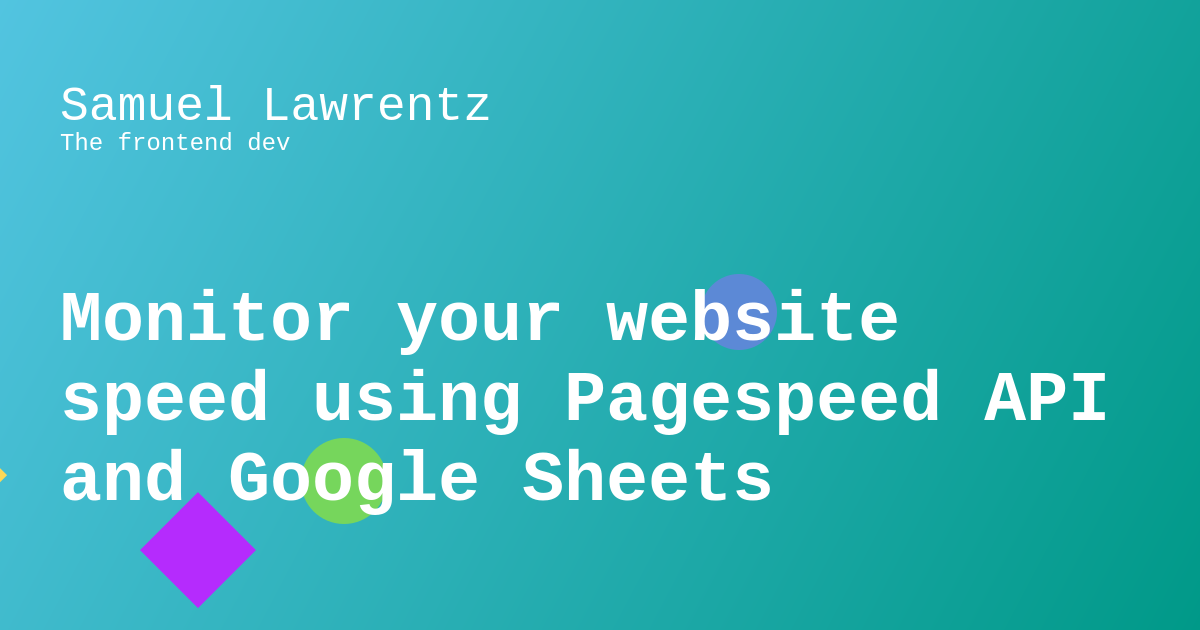 Samuel Lawrentz
The frontend dev
Monitor your website
speed using Pagespeed API
and Google Sheets